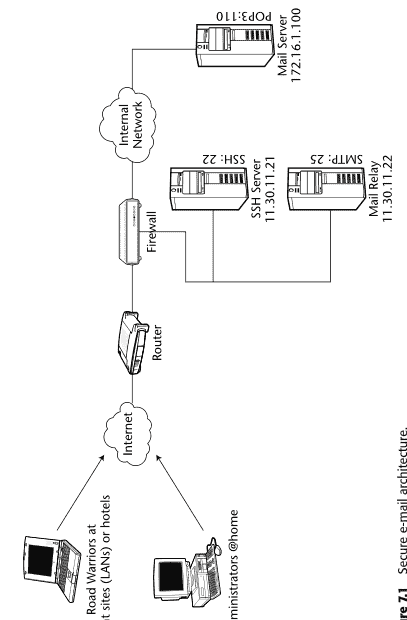 POP3:110
Mail Server
172.16.1.100
Internal
Network
SSH: 22
SSH Server
11.30.11.21
SMTP: 25
Mail Relay
11.30.11.22
Firewall
Router
Internet
Road Warriors at
t sites (LANs) or hotels
ministrators @home
re 7.1 Secure e-mail architecture.